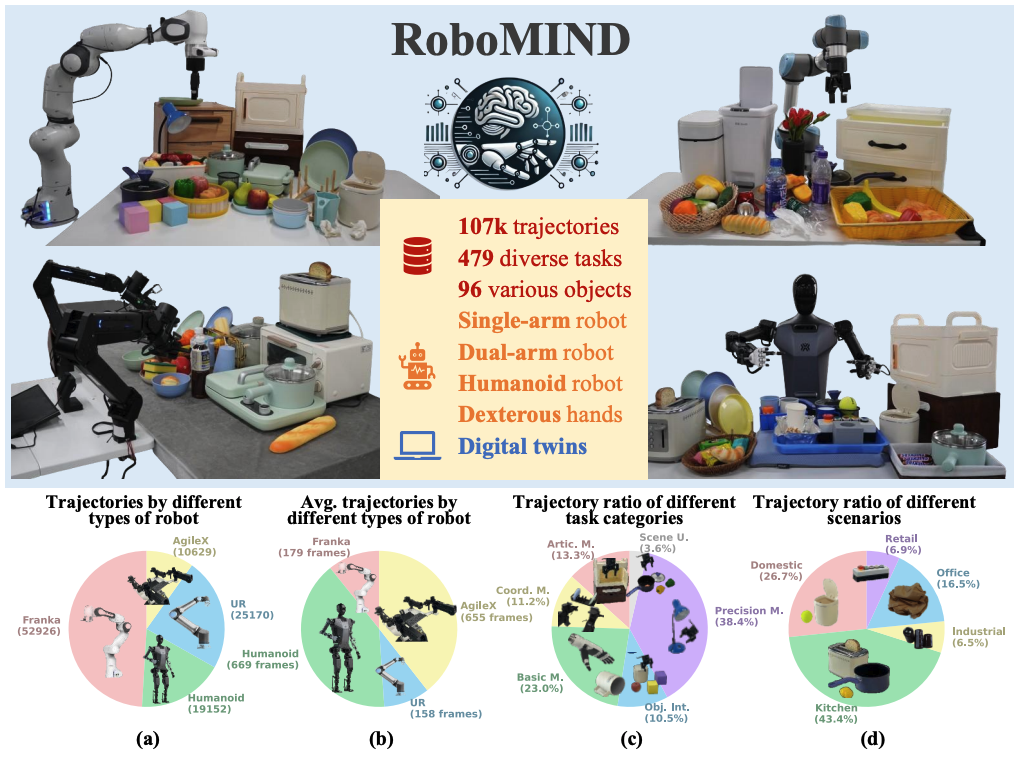 RoboMIND
107k trajectories
479 diverse tasks
96 various objects
Single-arm robot
Dual-arm robot
Humanoid robot
Dexterous hands
Digital twins
Trajectories by different
types of robot
AgileX
(10629)
UR
(25170)
Franka
(52926)
Humanoid
(19152)
(a)
Avg. trajectories by
different types of robot
Franka
(179 frames)
AgileX
(655 frames)
Humanoid
(669 frames)
UR
(158 frames)
(b)
Trajectory ratio of different
task categories
Scene U.
(3.6%)
Artic. M.
(13.3%)
Coord. M.
(11.2%)
Precision M.
(38.4%)
Basic M.
(23.0%)
Obj. Int.
(10.5%)
(c)
Trajectory ratio of different
scenarios
Retail
(6.9%)
Domestic
(26.7%)
Office
(16.5%)
Industrial
(6.5%)
Kitchen
(43.4%)
(d)